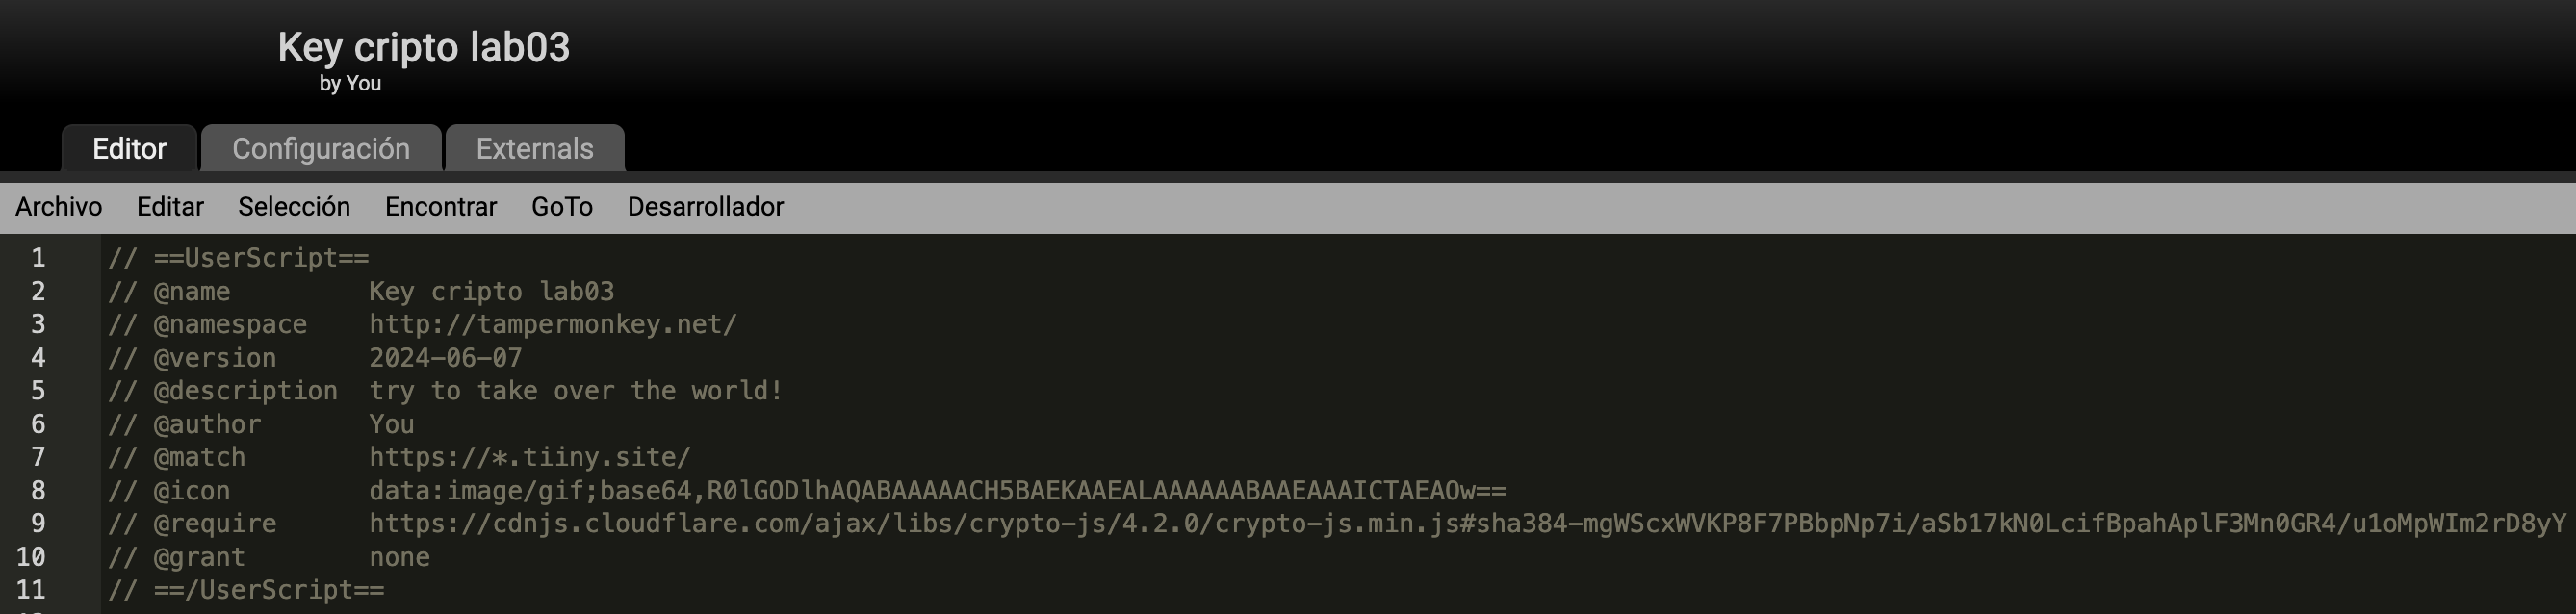 Key cripto lab03
by You
Editor Configuración Externals
Archivo Editar Selección Encontrar GoTo Desarrollador
1 // ==UserScript==
2 // @name         Key cripto lab03
3 // @namespace    http://tampermonkey.net/
4 // @version      2024-06-07
5 // @description  try to take over the world!
6 // @author       You
7 // @match        https://*.tiiny.site/
8 // @icon         data:image/gif;base64,R0lGODlhAQABAAAAACH5BAEKAAEALAAAAAABAAEAAAICTAEAOw==
9 // @require      https://cdnjs.cloudflare.com/ajax/libs/crypto-js/4.2.0/crypto-js.min.js#sha384-mgWScxWVKP8F7PBbpNp7i/aSb17kN0LcifBpahAplF3Mn0GR4/u1oMpWIm2rD8yY
10 // @grant        none
11 // ==/UserScript==